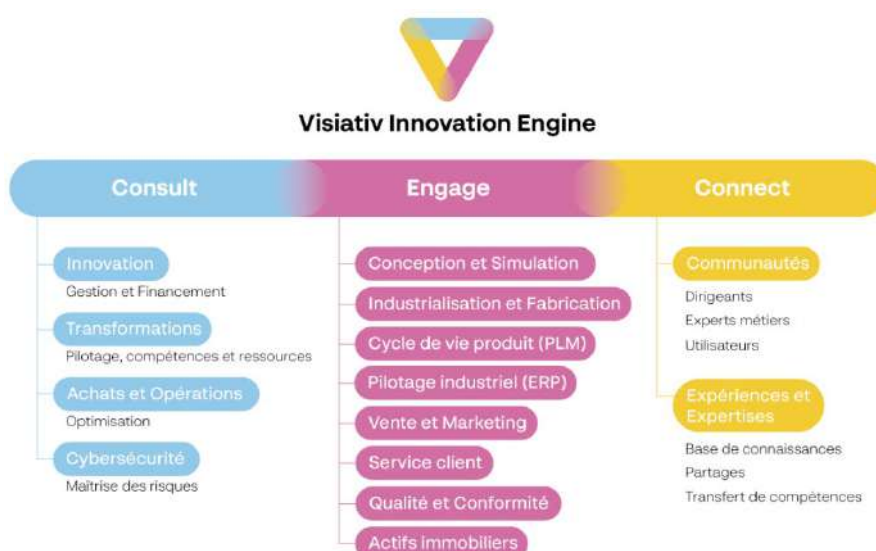 Visiativ Innovation Engine
Consult
Innovation
Gestion et Financement
Transformations
Pilotage, compétences et ressources
Achats et Opérations
Optimisation
Cybersécurité
Maîtrise des risques
Engage
Conception et Simulation
Industrialisation et Fabrication
Cycle de vie produit (PLM)
Pilotage industriel (ERP)
Vente et Marketing
Service client
Qualité et Conformité
Actifs immobiliers
Connect
Communautés
Dirigeants
Experts métiers
Utilisateurs
Expériences et
Expertises
Base de connaissances
Partages
Transfert de compétences